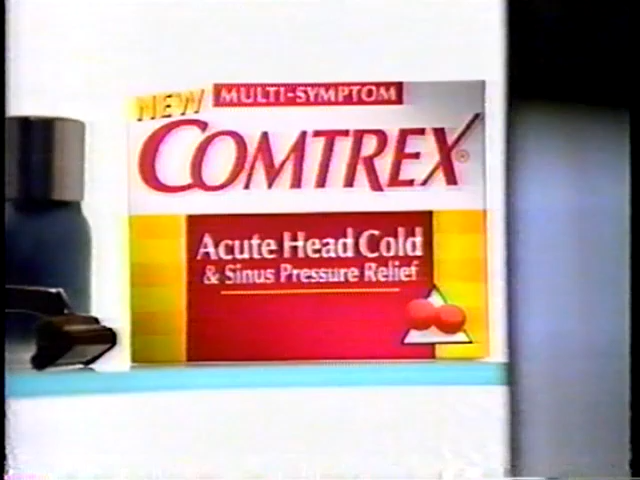 NEW
MULTI-SYMPTOM
COMTREX®
Acute Head Cold
& Sinus Pressure Relief